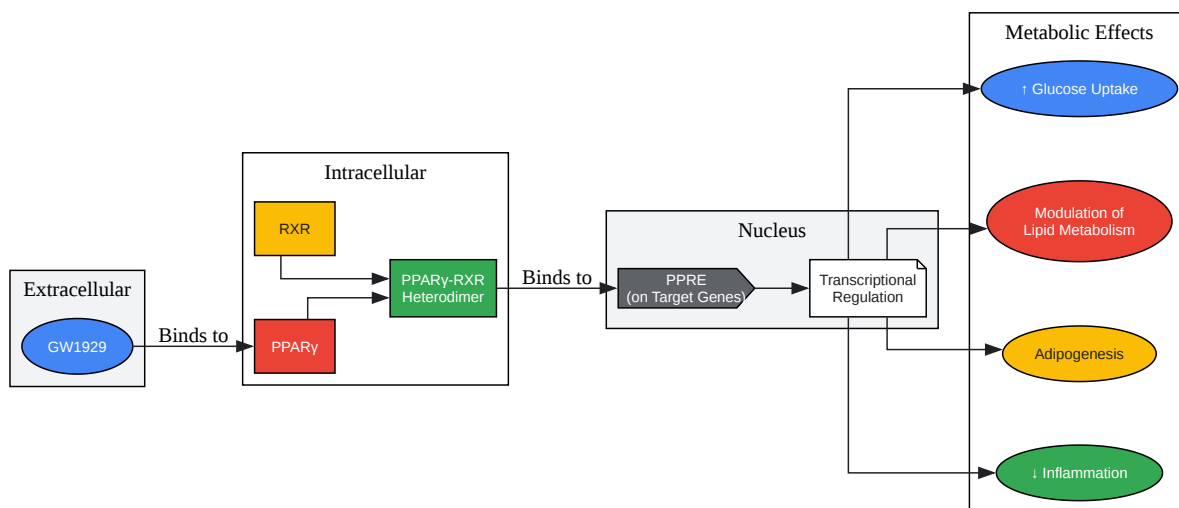 Extracellular
GW1929
Binds to
Intracellular
RXR
PPARγ
PPARγ-RXR
Heterodimer
Binds to
Nucleus
PPRE
(on Target Genes)
Transcriptional
Regulation
Metabolic Effects
↑ Glucose Uptake
Modulation of
Lipid Metabolism
Adipogenesis
↓ Inflammation